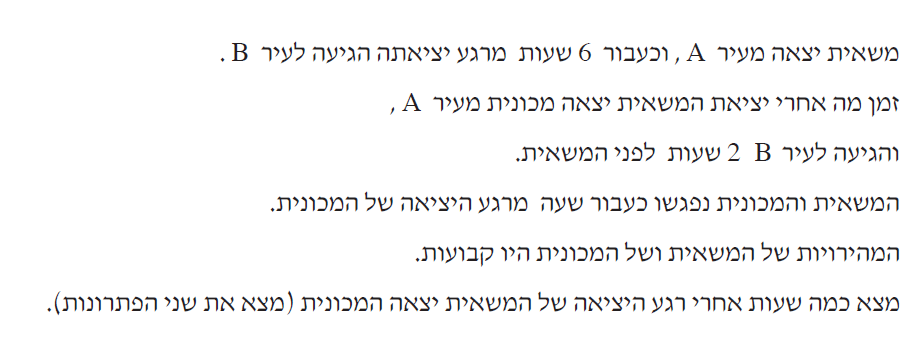 משאית יצאה מעיר A , וכעבור 6 שעות מרגע יציאתה הגיעה לעיר B .
זמן מה אחרי יציאת המשאית יצאה מכונית מעיר A ,
והגיעה לעיר B 2 שעות לפני המשאית.
המשאית והמכונית נפגשו כעבור שעה מרגע היציאה של המכונית.
המהירויות של המשאית ושל המכונית היו קבועות.
מצא כמה שעות אחרי רגע היציאה של המשאית יצאה המכונית (מצא את שני הפתרונות).